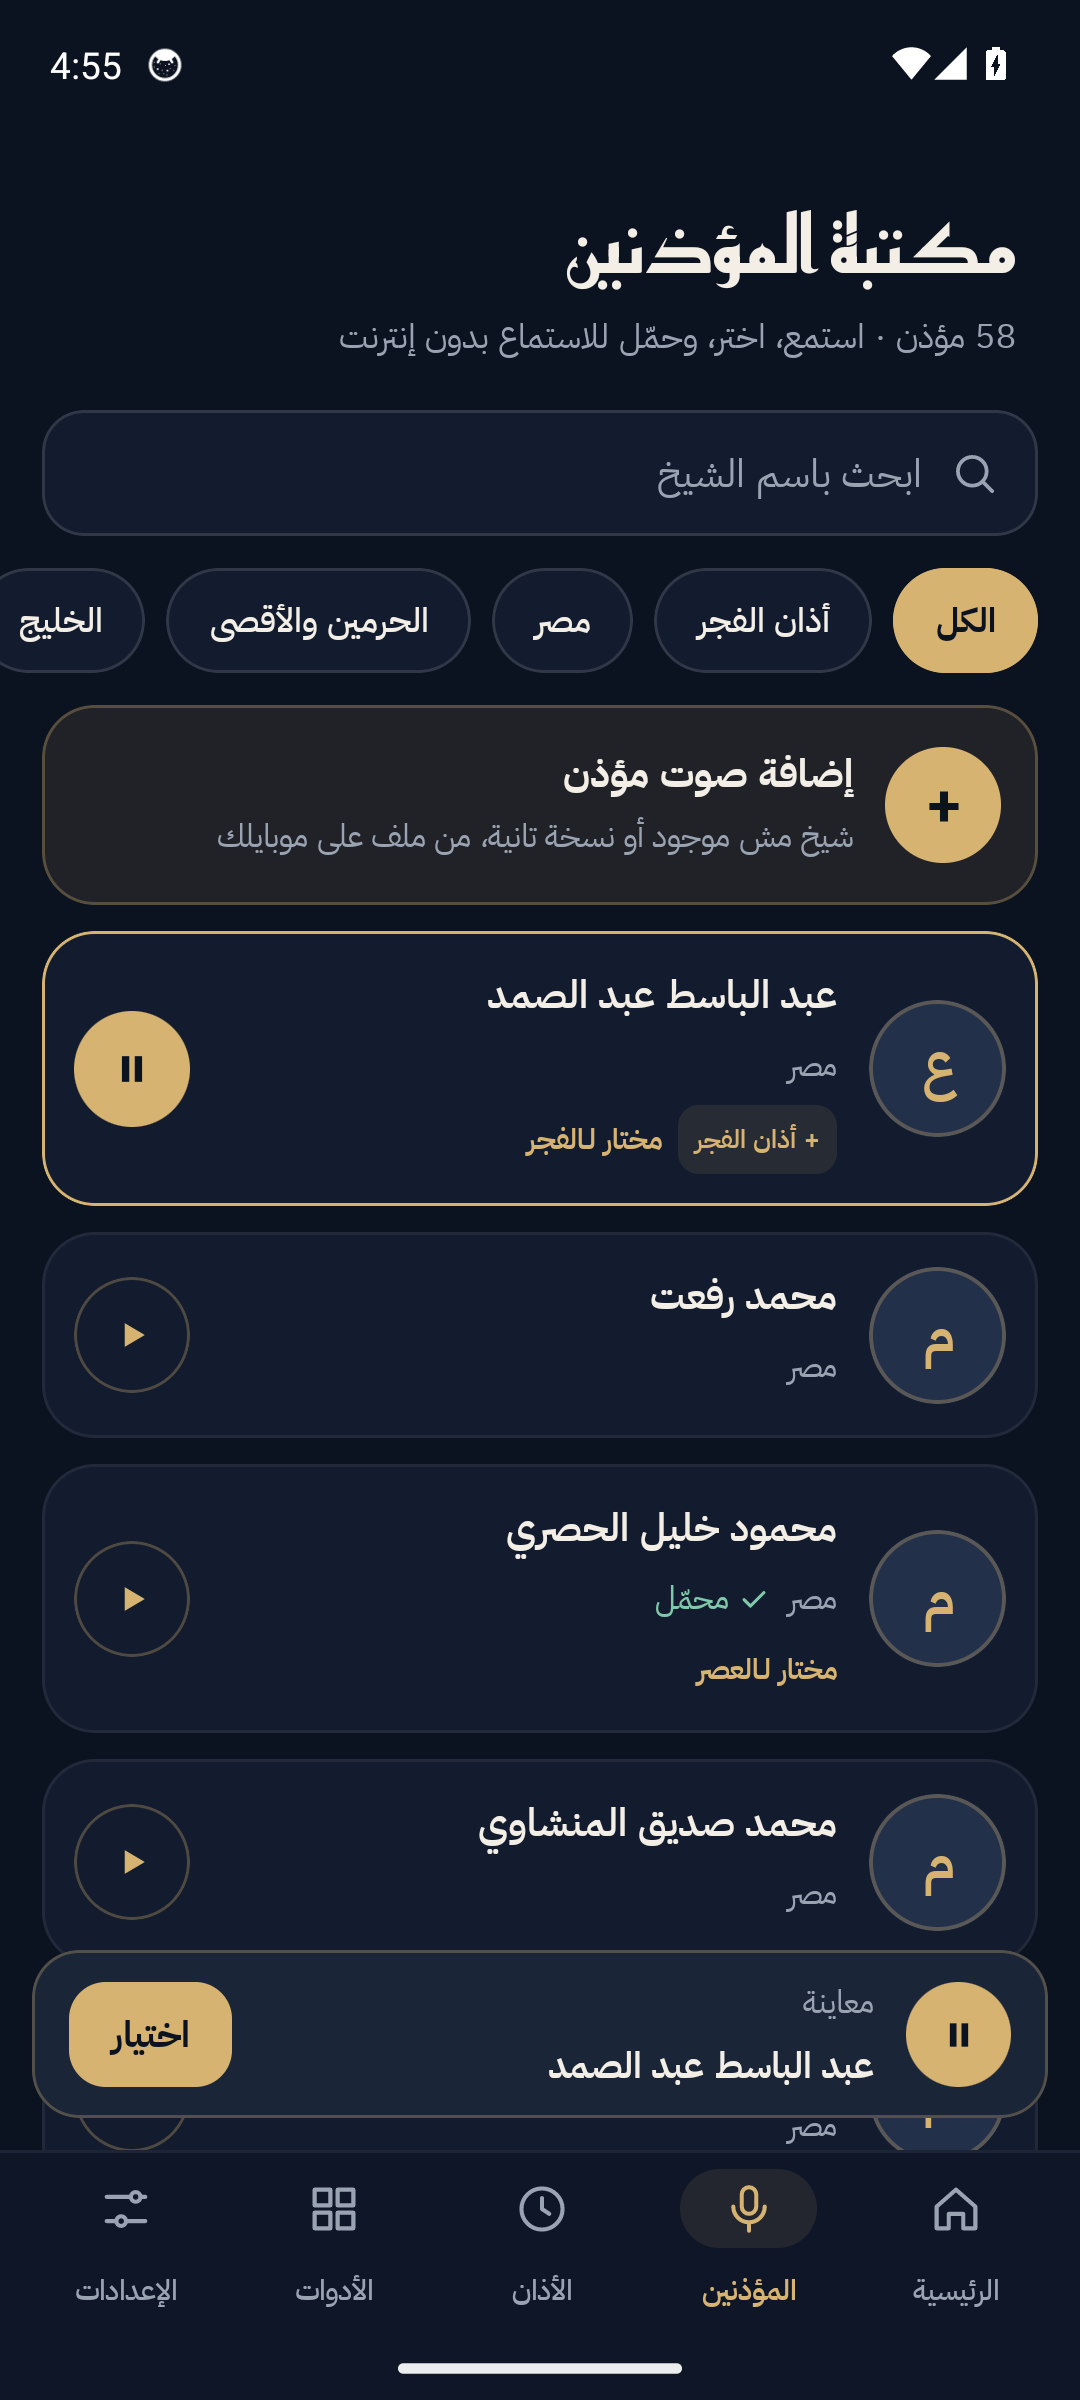 4:55
مكتبة المؤذنين
58 مؤذن · استمع، اختر، وحمّل للاستماع بدون إنترنت
ابحث باسم الشيخ
الكل
أذان الفجر
مصر
الحرمين والأقصى
الخليج
إضافة صوت مؤذن
شيخ مش موجود أو نسخة تانية، من ملف على موبايلك
ع
عبد الباسط عبد الصمد
مصر
+ أذان الفجر مختار لـالفجر
م
محمد رفعت
مصر
م
محمود خليل الحصري
مصر ✓ محمّل
مختار لـالعصر
م
محمد صديق المنشاوي
مصر
معاينة
عبد الباسط عبد الصمد
اختيار
مصر
الرئيسية
المؤذنين
الأذان
الأدوات
الإعدادات